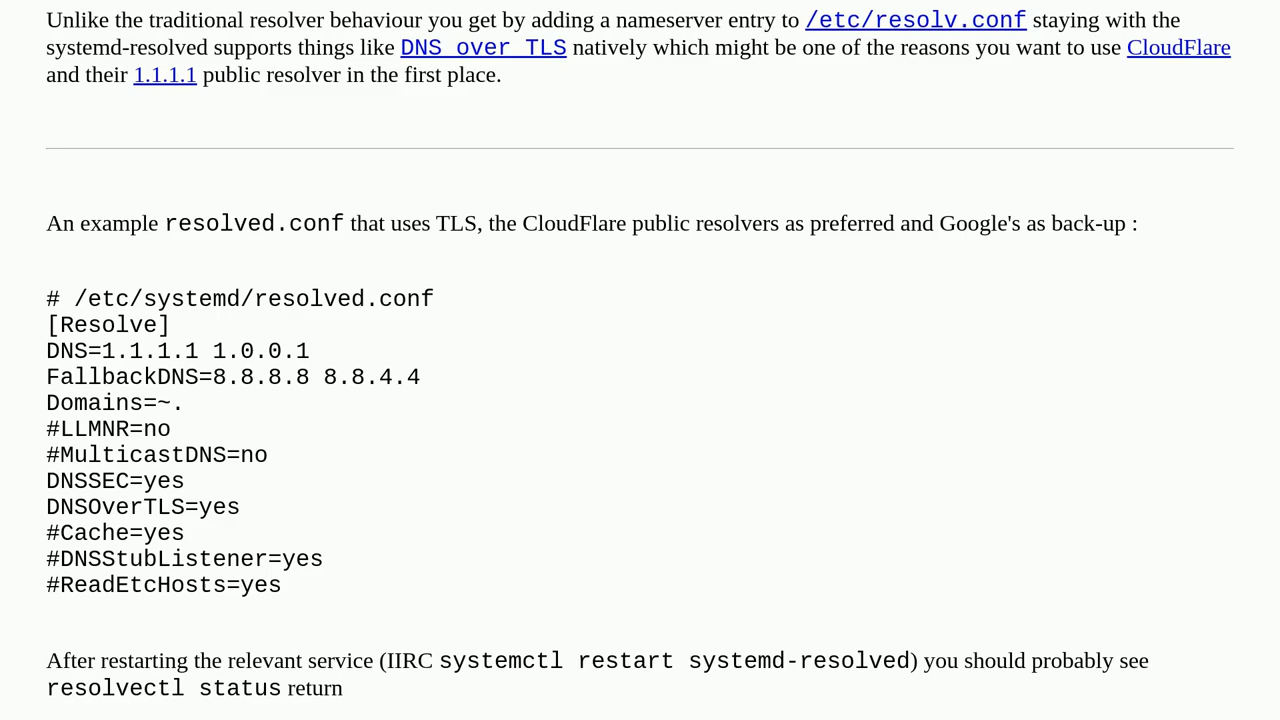 Unlike the traditional resolver behaviour you get by adding a nameserver entry to /etc/resolv.conf staying with the
systemd-resolved supports things like DNS over TLS natively which might be one of the reasons you want to use CloudFlare
and their 1.1.1.1 public resolver in the first place.
An example resolved.conf that uses TLS, the CloudFlare public resolvers as preferred and Google's as back-up :
# /etc/systemd/resolved.conf
[Resolve]
DNS=1.1.1.1 1.0.0.1
FallbackDNS=8.8.8.8 8.8.4.4
Domains=~.
#LLMNR=no
#MulticastDNS=no
DNSSEC=yes
DNSOverTLS=yes
#Cache=yes
#DNSStubListener=yes
#ReadEtcHosts=yes
After restarting the relevant service (IIRC systemctl restart systemd-resolved) you should probably see
resolvectl status return